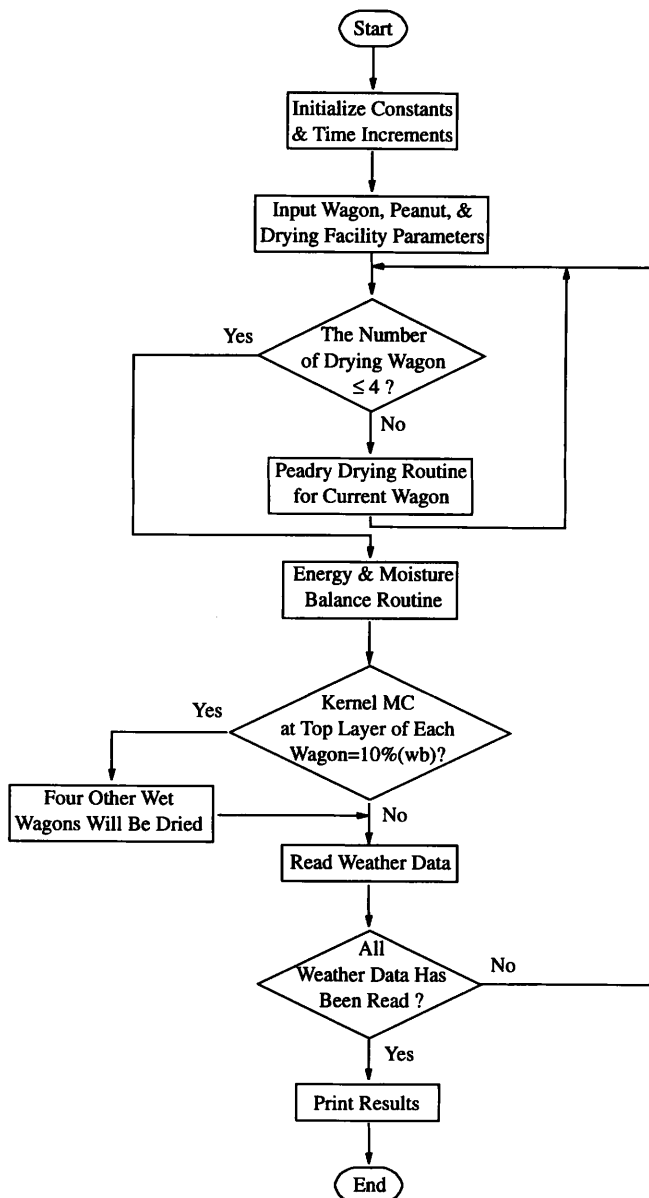 Start
Initialize Constants
& Time Increments
Input Wagon, Peanut, &
Drying Facility Parameters
Yes
The Number
of Drying Wagon
≤ 4 ?
No
Peadry Drying Routine
for Current Wagon
Energy & Moisture
Balance Routine
Yes
Kernel MC
at Top Layer of Each
Wagon=10%(wb)?
Four Other Wet
Wagons Will Be Dried
No
Read Weather Data
All
Weather Data Has
Been Read ?
No
Yes
Print Results
End